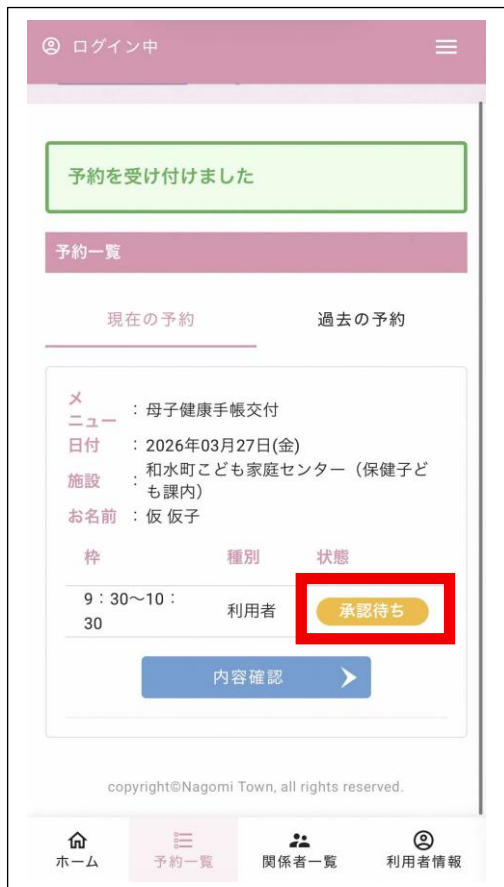 ログイン中
予約を受け付けました
予約一覧
現在の予約 過去の予約
メ
ニュー : 母子健康手帳交付
日付 : 2026年03月27日(金)
施設 : 和水町こども家庭センター（保健子ど
も課内）
お名前 : 仮 仮子
枠 種別 状態
9：30～10：
30 利用者 承認待ち
内容確認
copyright©Nagomi Town, all rights reserved.
ホーム 予約一覧 関係者一覧 利用者情報